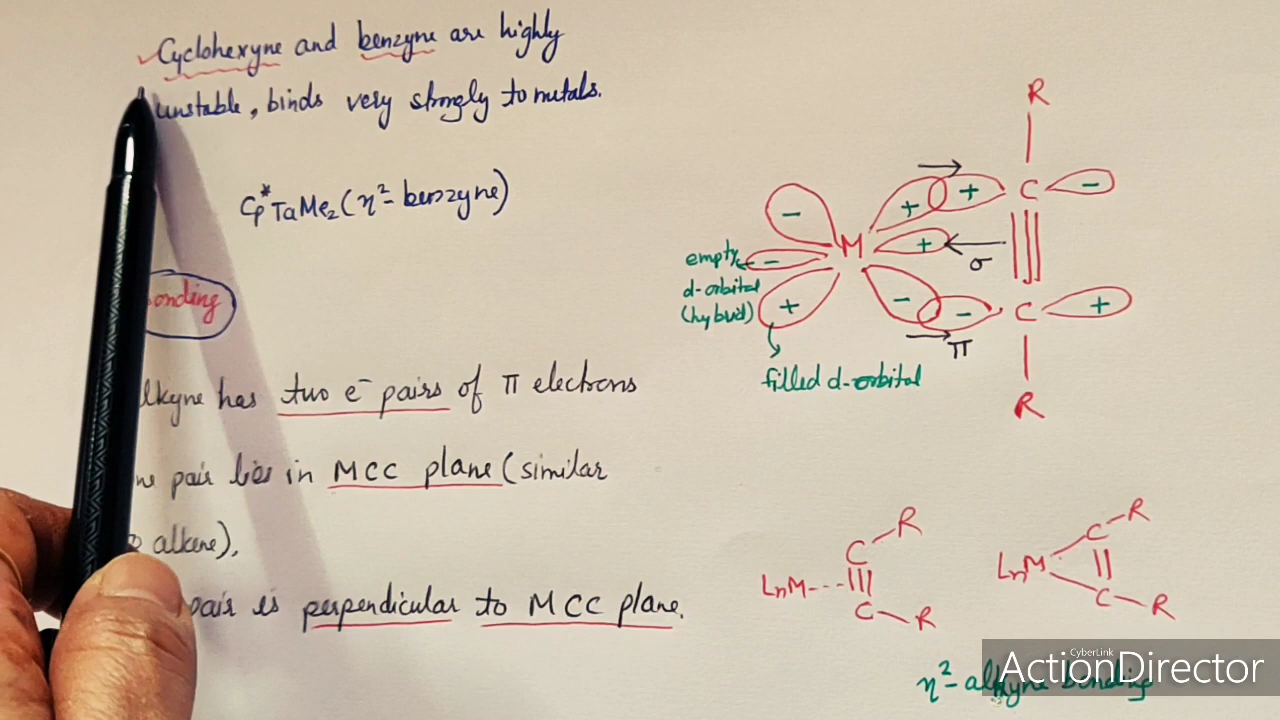 Cyclohexyne and benzyne are highly
unstable, binds very strongly to metals.
Cp*TaMe₂(η²-benzyne)
onding
lkyne has two e⁻ pairs of π electrons
ne pair lies in MCC plane (similar
alkene).
pair is perpendicular to MCC plane.
R
C
C
R
M
+
+
+
+
+
-
-
-
-
-
σ
π
empty
d-orbital
(hybrid)
filled d-orbital
LnM---
C-R
C-R
LnM
C-R
C-R
η²-alkyne bonding
CyberLink
ActionDirector